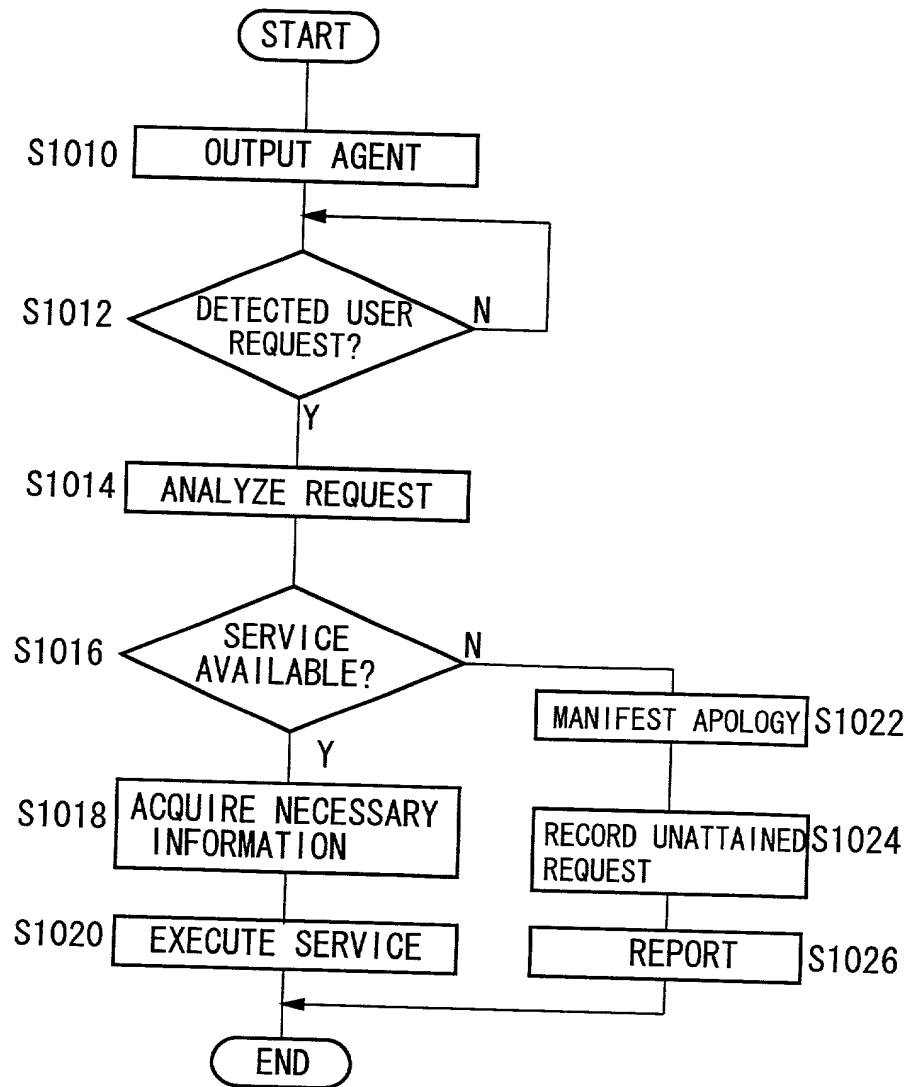 START
S1010
OUTPUT AGENT
S1012
DETECTED USER
REQUEST?
N
Y
S1014
ANALYZE REQUEST
S1016
SERVICE
AVAILABLE?
N
Y
MANIFEST APOLOGY
S1022
S1018
ACQUIRE NECESSARY
INFORMATION
RECORD UNATTAINED
REQUEST
S1024
S1020
EXECUTE SERVICE
REPORT
S1026
END